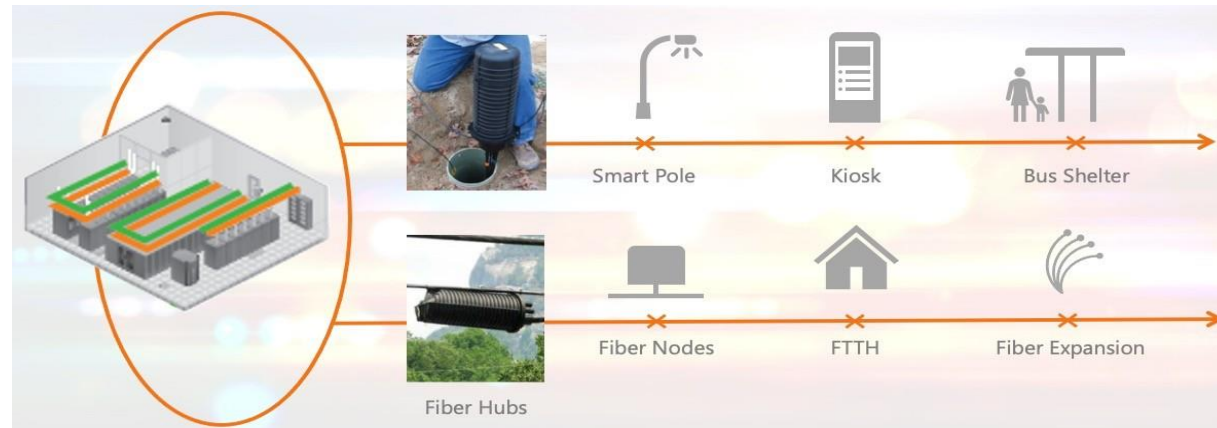 Smart Pole
Kiosk
Bus Shelter
Fiber Nodes
FTTH
Fiber Expansion
Fiber Hubs